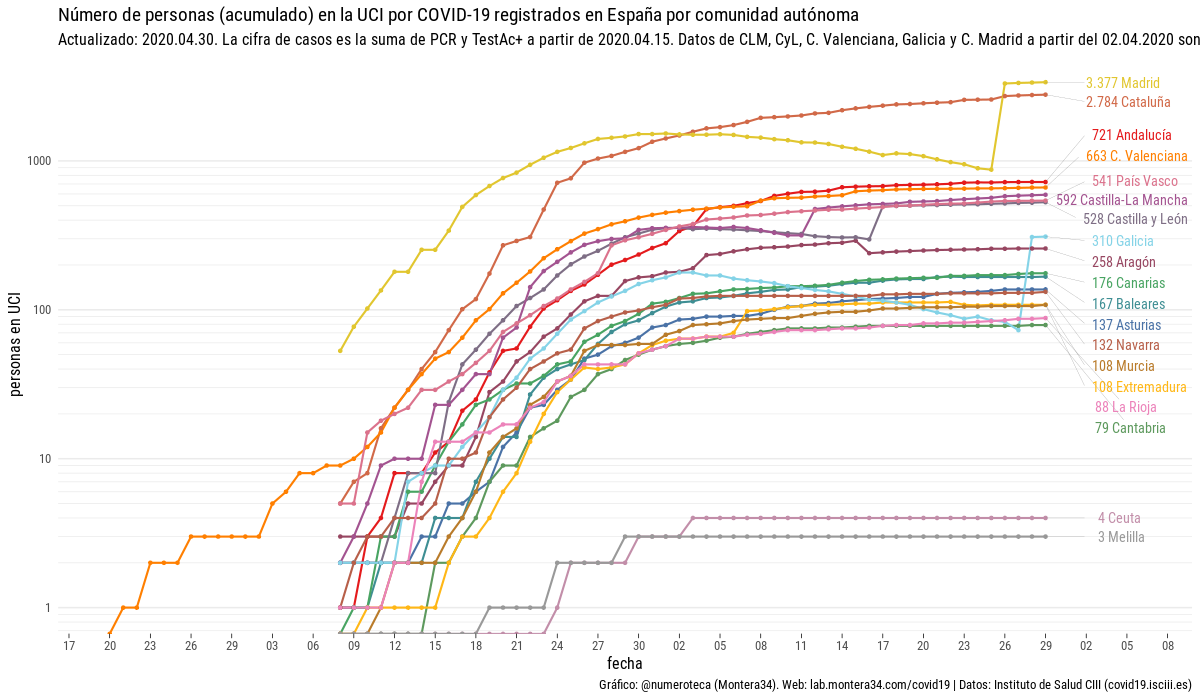 Número de personas (acumulado) en la UCI por COVID-19 registrados en España por comunidad autónoma
Actualizado: 2020.04.30. La cifra de casos es la suma de PCR y TestAc+ a partir de 2020.04.15. Datos de CLM, CyL, C. Valenciana, Galicia y C. Madrid a partir del 02.04.2020 son
personas en UCI
1000
100
10
1
3.377 Madrid
2.784 Cataluña
721 Andalucía
663 C. Valenciana
541 País Vasco
592 Castilla-La Mancha
528 Castilla y León
310 Galicia
258 Aragón
176 Canarias
167 Baleares
137 Asturias
132 Navarra
108 Murcia
108 Extremadura
88 La Rioja
79 Cantabria
4 Ceuta
3 Melilla
17 20 23 26 29 03 06 09 12 15 18 21 24 27 30 02 05 08 11 14 17 20 23 26 29 02 05 08
fecha
Gráfico: @numeroteca (Montera34). Web: lab.montera34.com/covid19 | Datos: Instituto de Salud CIII (covid19.isciii.es)